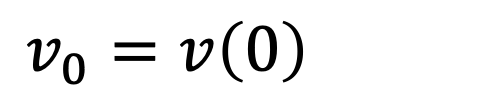 𝑣₀ = 𝑣(0)